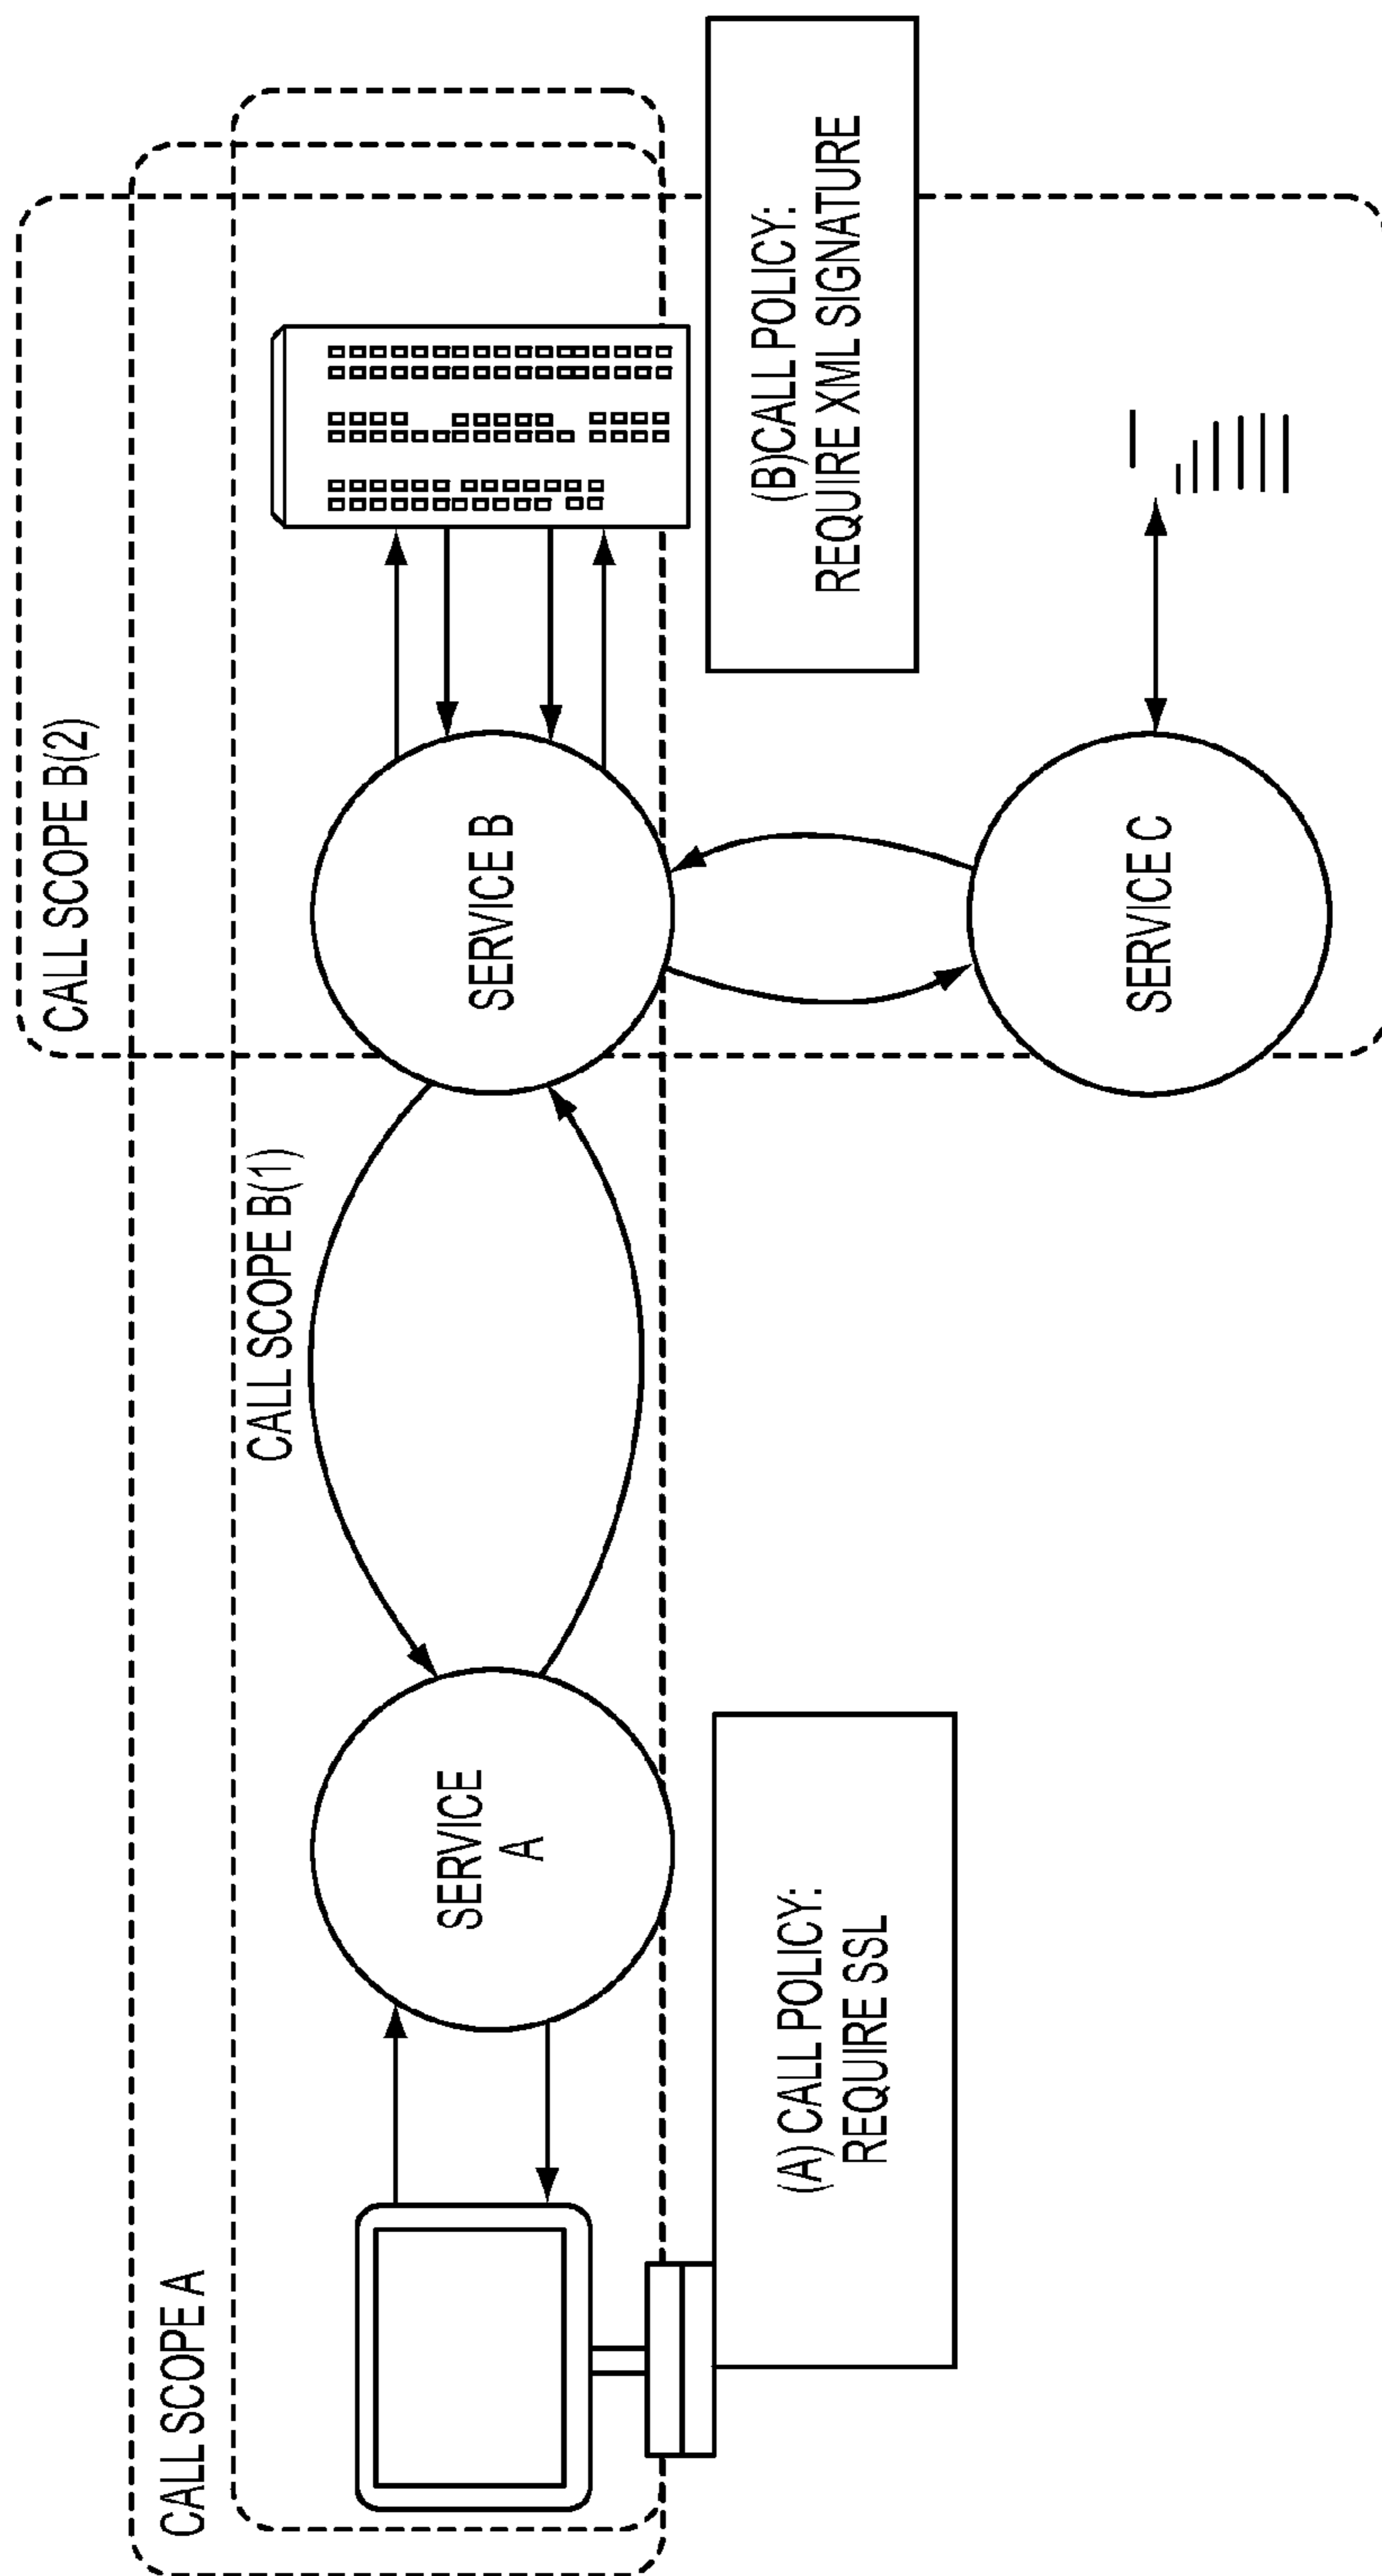 CALL SCOPE B(2)
CALL SCOPE A
CALL SCOPE B(1)
SERVICE
A
SERVICE B
(A) CALL POLICY:
REQUIRE SSL
(B)CALL POLICY:
REQUIRE XML SIGNATURE
SERVICE C